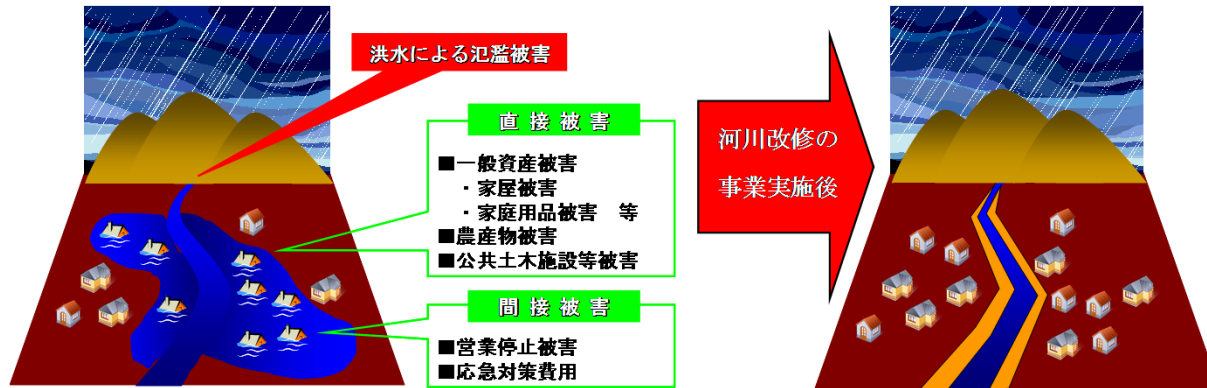 洪水による氾濫被害
直接被害
■一般資産被害
・家屋被害
・家庭用品被害　等
■農産物被害
■公共土木施設等被害
間接被害
■営業停止被害
■応急対策費用
河川改修の
事業実施後